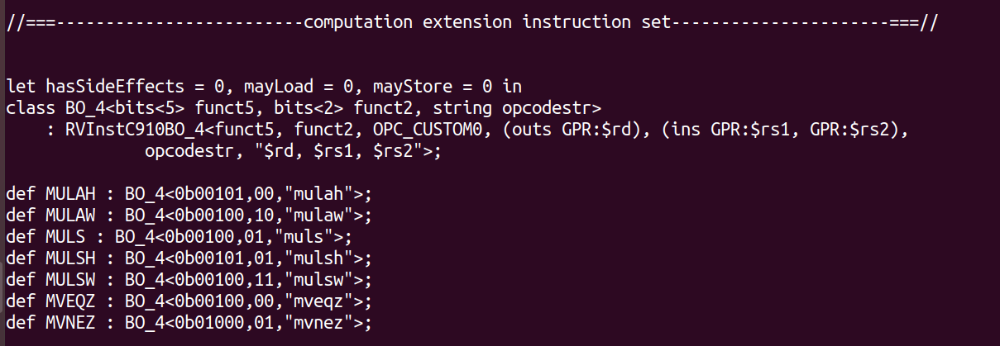 //===-------------------------computation extension instruction set----------------------===//
let hasSideEffects = 0, mayLoad = 0, mayStore = 0 in
class BO_4<bits<5> funct5, bits<2> funct2, string opcodestr>
    : RVInstC910BO_4<funct5, funct2, OPC_CUSTOM0, (outs GPR:$rd), (ins GPR:$rs1, GPR:$rs2),
              opcodestr, "$rd, $rs1, $rs2">;
def MULAH : BO_4<0b00101,00,"mulah">;
def MULAW : BO_4<0b00100,10,"mulaw">;
def MULS : BO_4<0b00100,01,"muls">;
def MULSH : BO_4<0b00101,01,"mulsh">;
def MULSW : BO_4<0b00100,11,"mulsw">;
def MVEQZ : BO_4<0b00100,00,"mveqz">;
def MVNEZ : BO_4<0b01000,01,"mvnez">;